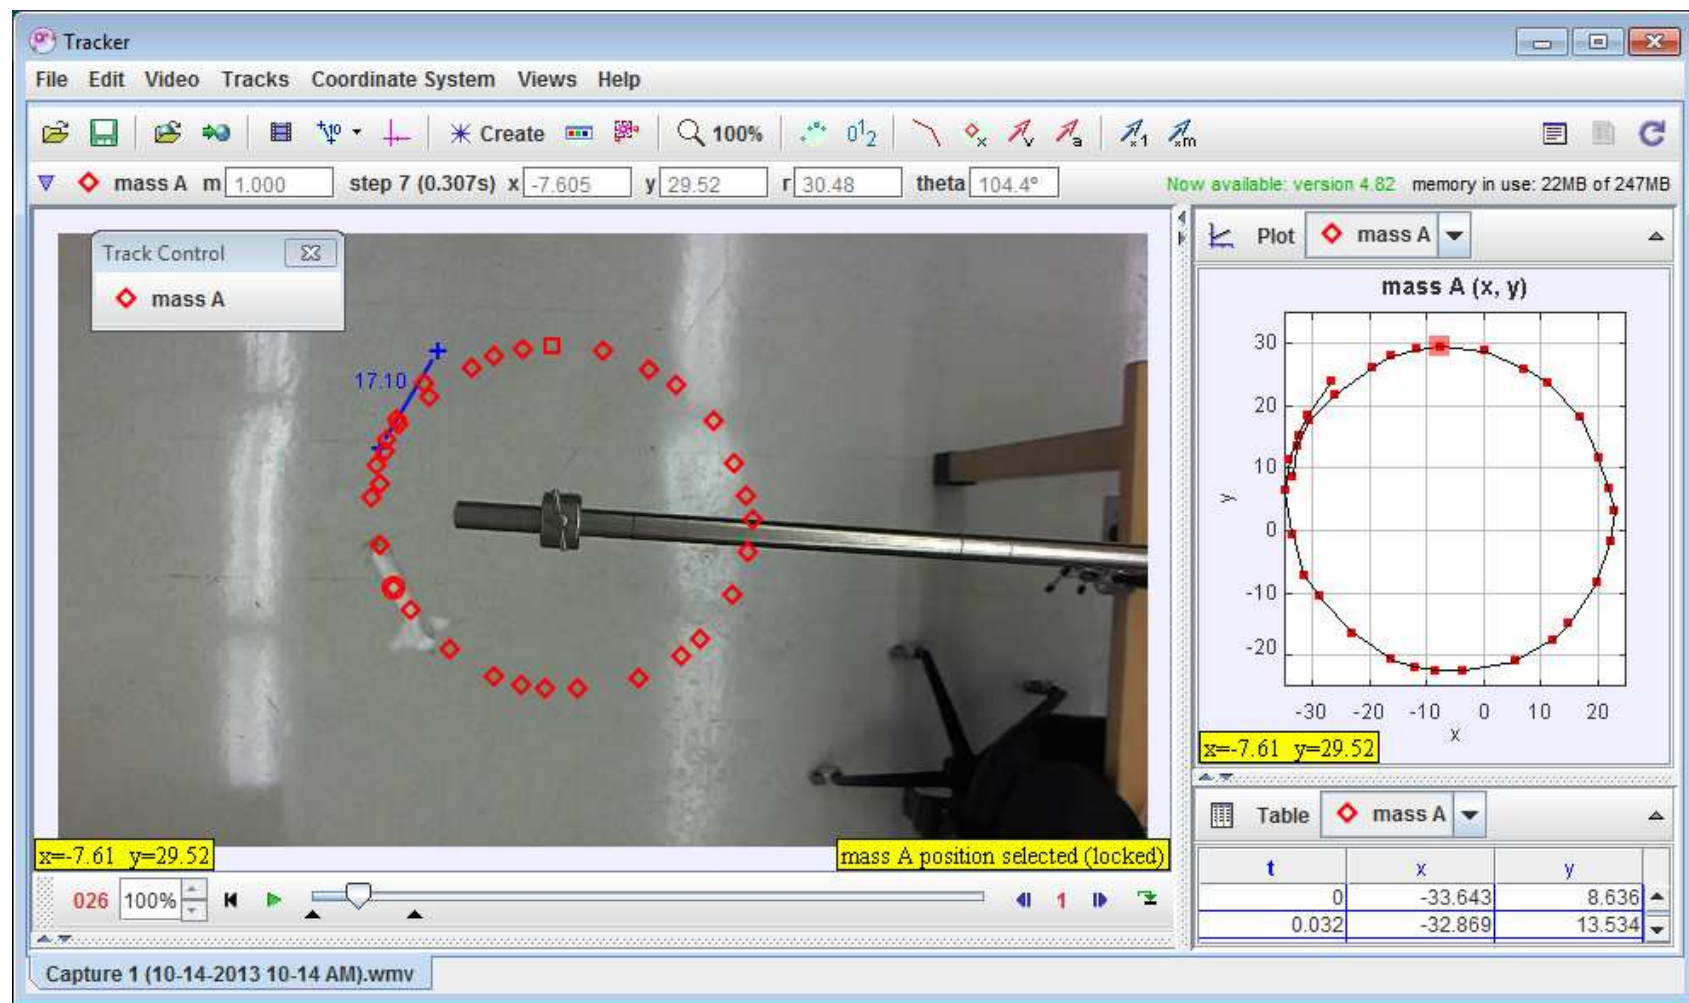 Tracker
File Edit Video Tracks Coordinate System Views Help
Create 100%
mass A m 1.000 step 7 (0.307s) x -7.605 y 29.52 r 30.48 theta 104.4° Now available: version 4.82 memory in use: 22MB of 247MB
Track Control
mass A
17.10
x=-7.61 y=29.52
mass A position selected (locked)
026 100% 1
Capture 1 (10-14-2013 10-14 AM).wmv
Plot mass A
mass A (x, y)
30
20
10
0
-10
-20
y
-30 -20 -10 0 10 20
x
x=-7.61 y=29.52
Table mass A
t x y
0 -33.643 8.636
0.032 -32.869 13.534